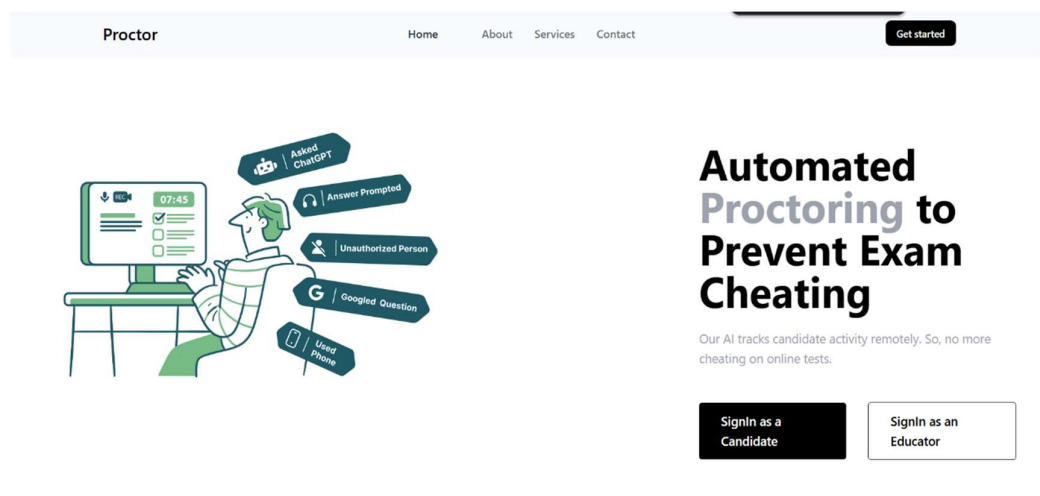 Proctor
Home About Services Contact
Get started
REC
07:45
Asked
ChatGPT
Answer Prompted
Unauthorized Person
G Googled Question
Used
Phone
Automated
Proctoring to
Prevent Exam
Cheating
Our AI tracks candidate activity remotely. So, no more
cheating on online tests.
SignIn as a
Candidate
SignIn as an
Educator